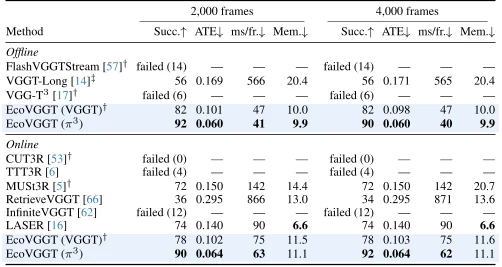 2,000 frames 4,000 frames
Method Succ.↑ ATE↓ ms/fr.↓ Mem.↓ Succ.↑ ATE↓ ms/fr.↓ Mem.↓
Offline
FlashVGGTStream [57]† failed (14) — — — failed (14) — — —
VGGT-Long [14]‡ 56 0.169 566 20.4 56 0.171 565 20.4
VGG-T³ [17]† failed (6) — — — failed (6) — — —
EcoVGGT (VGGT)† 82 0.101 47 10.0 82 0.098 47 10.0
EcoVGGT (π³) 92 0.060 41 9.9 90 0.060 40 9.9
Online
CUT3R [53]† failed (0) — — — failed (0) — — —
TTT3R [6] failed (4) — — — failed (4) — — —
MUSt3R [5]† 72 0.150 142 14.4 72 0.150 142 20.7
RetrieveVGGT [66] 36 0.295 866 13.0 34 0.295 871 13.6
InfiniteVGGT [62] failed (12) — — — failed (12) — — —
LASER [16] 74 0.140 90 6.6 74 0.140 90 6.6
EcoVGGT (VGGT)† 78 0.102 75 11.5 78 0.103 75 11.6
EcoVGGT (π³) 90 0.064 63 11.1 92 0.064 62 11.1